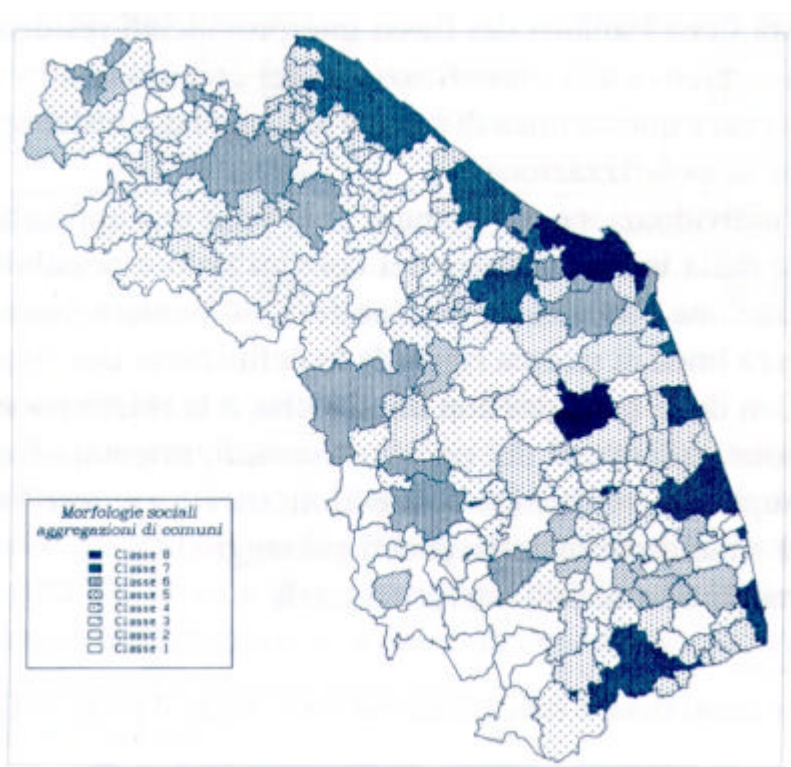 Morfologie sociali
aggregazioni di comuni
Classe 8
Classe 7
Classe 6
Classe 5
Classe 4
Classe 3
Classe 2
Classe 1